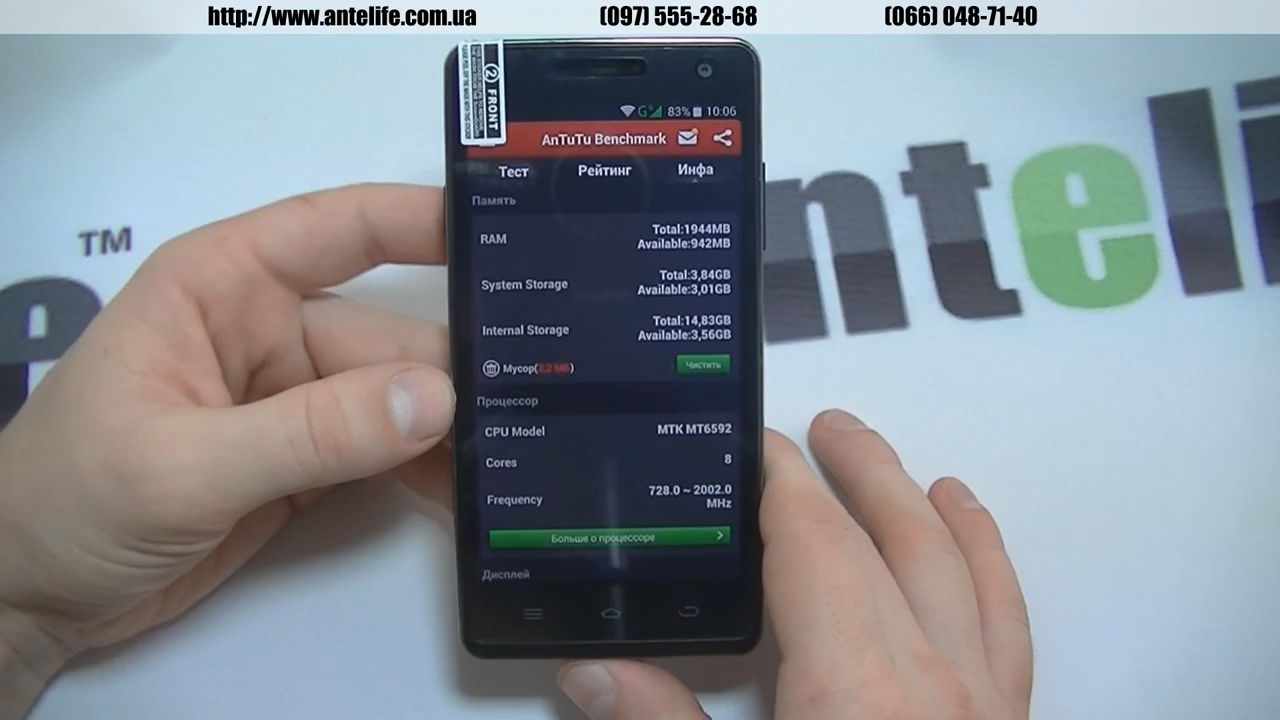 http://www.antelife.com.ua (097) 555-28-68 (066) 048-71-40
(2) FRONT
G 83% 10:06
AnTuTu Benchmark
Тест Рейтинг Инфа
Память
RAM Total:1944MB
Available:942MB
System Storage Total:3,84GB
Available:3,01GB
Internal Storage Total:14,83GB
Available:3,56GB
Мусор(2,2 МБ) Чистить
Процессор
CPU Model MTK MT6592
Cores 8
Frequency 728.0 ~ 2002.0
MHz
Больше о процессоре
Дисплей
TM
e
anteli